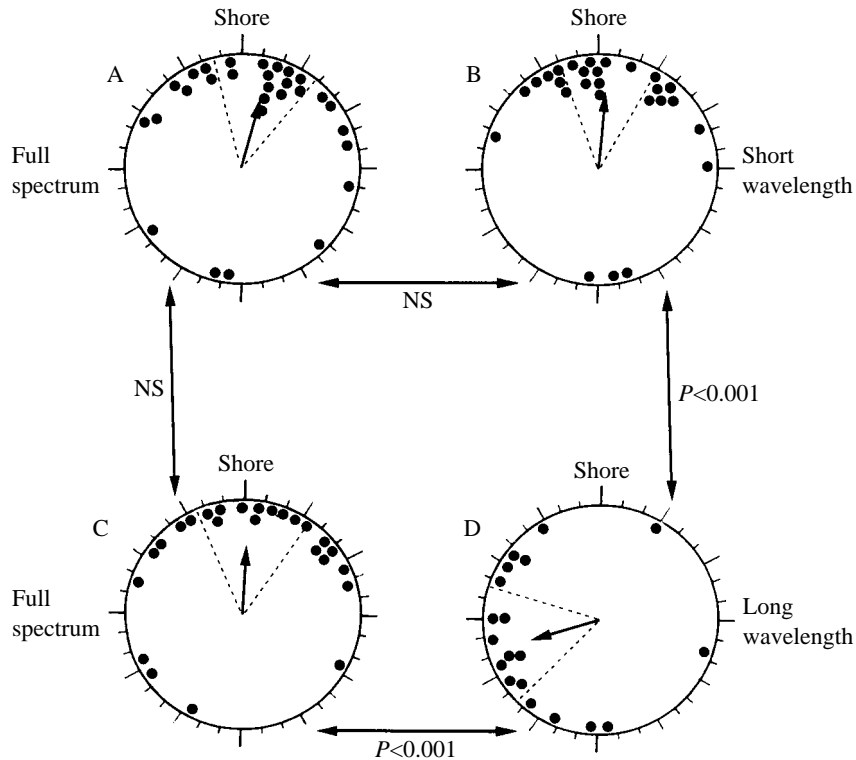 Shore
Shore
A
B
Full
spectrum
Short
wavelength
NS
NS
P<0.001
Shore
Shore
C
D
Full
spectrum
Long
wavelength
P<0.001